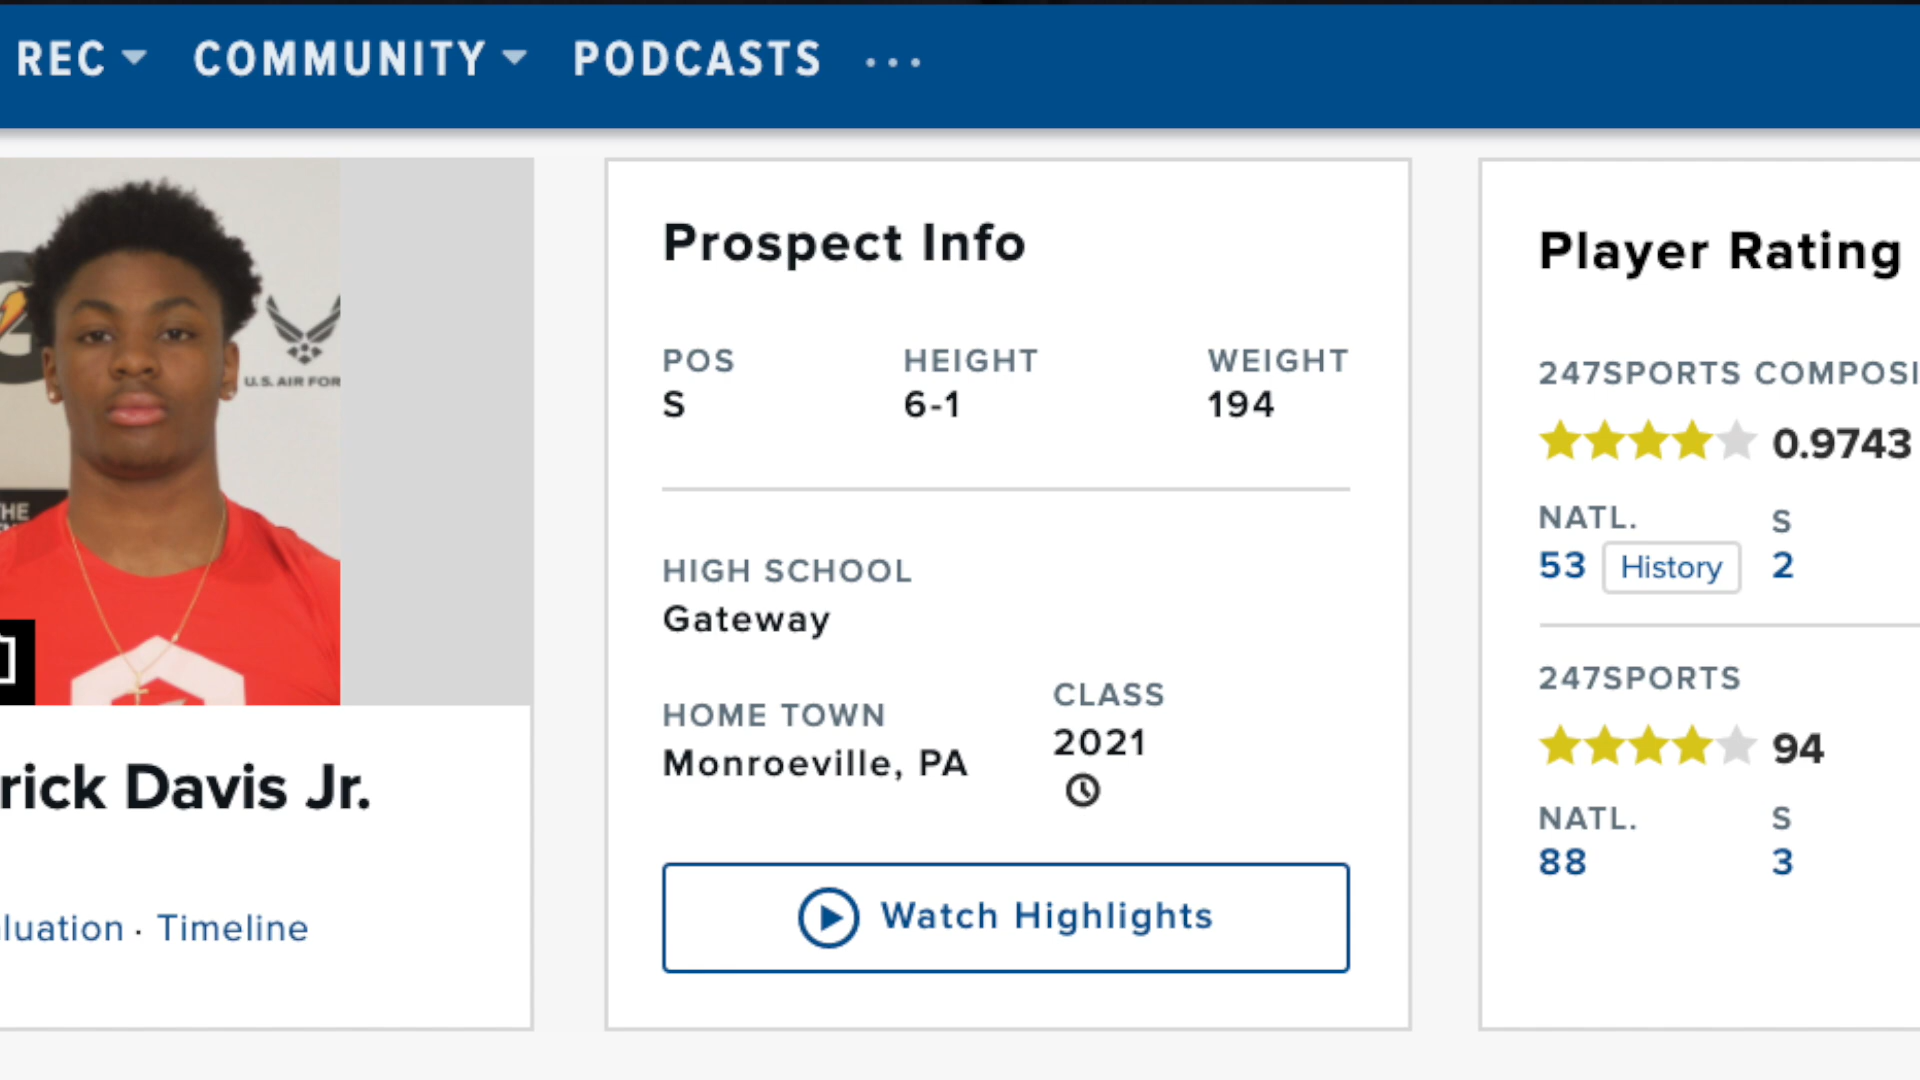 REC COMMUNITY PODCASTS ...
U.S. AIR FOR
THE
rick Davis Jr.
luation · Timeline
Prospect Info
POS HEIGHT WEIGHT
S 6-1 194
HIGH SCHOOL
Gateway
HOME TOWN CLASS
Monroeville, PA 2021
Watch Highlights
Player Rating
247SPORTS COMPOSI
0.9743
NATL. S
53 History 2
247SPORTS
94
NATL. S
88 3